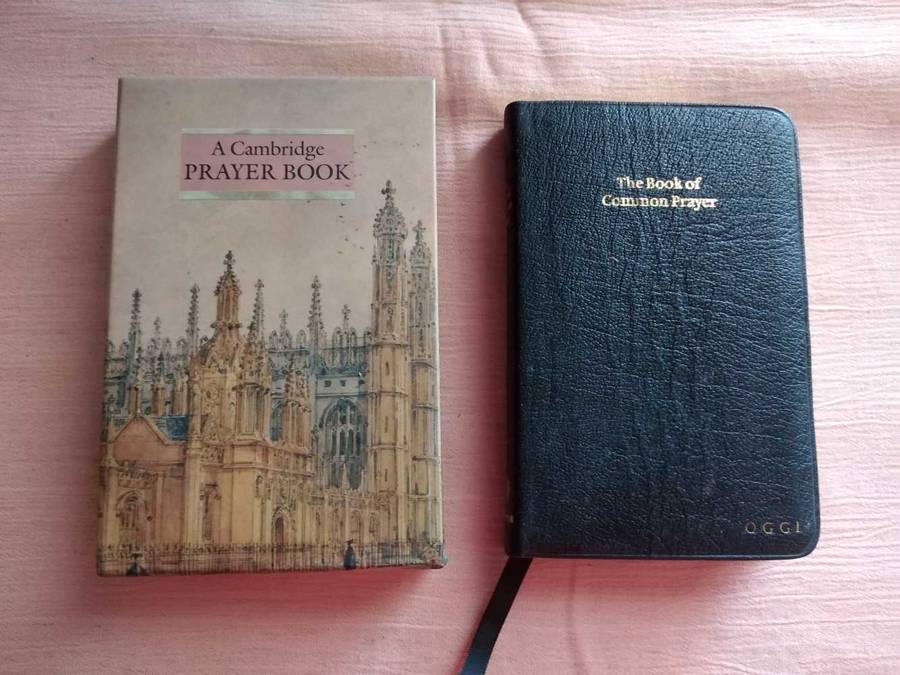 A Cambridge
PRAYER BOOK
The Book of
Common Prayer
OGGI